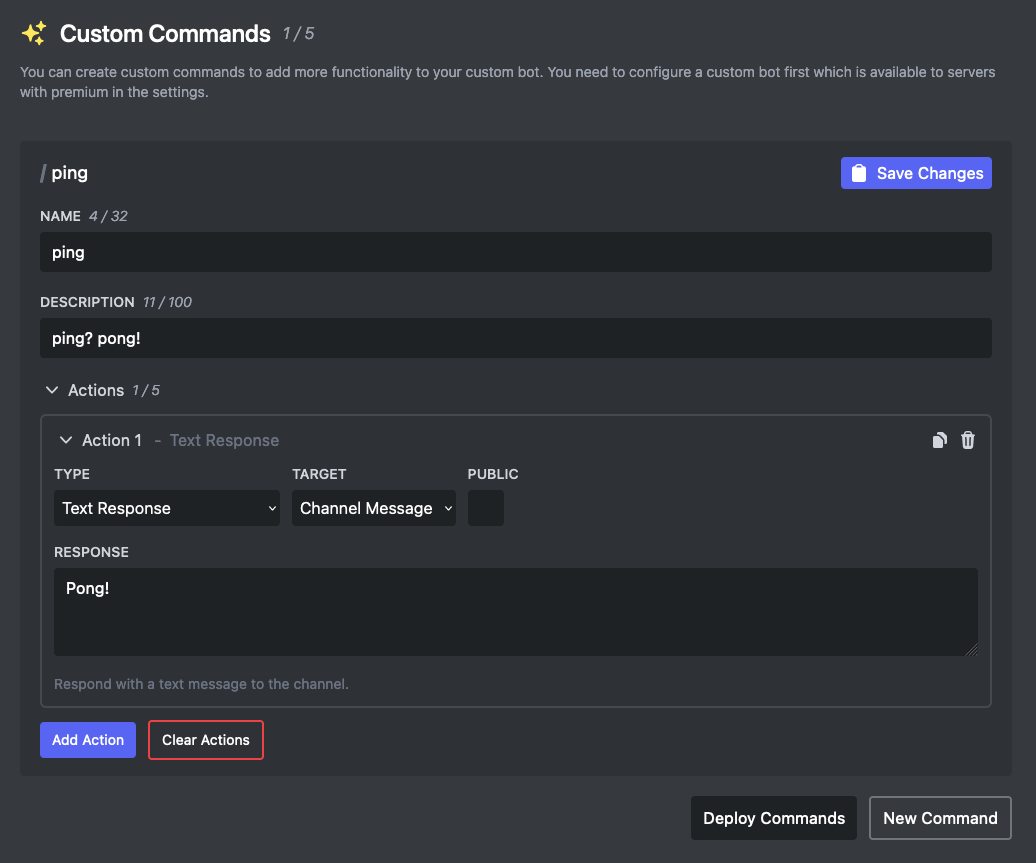 Custom Commands 1 / 5
You can create custom commands to add more functionality to your custom bot. You need to configure a custom bot first which is available to servers
with premium in the settings.
/ ping
Save Changes
NAME 4 / 32
ping
DESCRIPTION 11 / 100
ping? pong!
Actions 1 / 5
Action 1 - Text Response
TYPE TARGET PUBLIC
Text Response Channel Message
RESPONSE
Pong!
Respond with a text message to the channel.
Add Action Clear Actions
Deploy Commands New Command